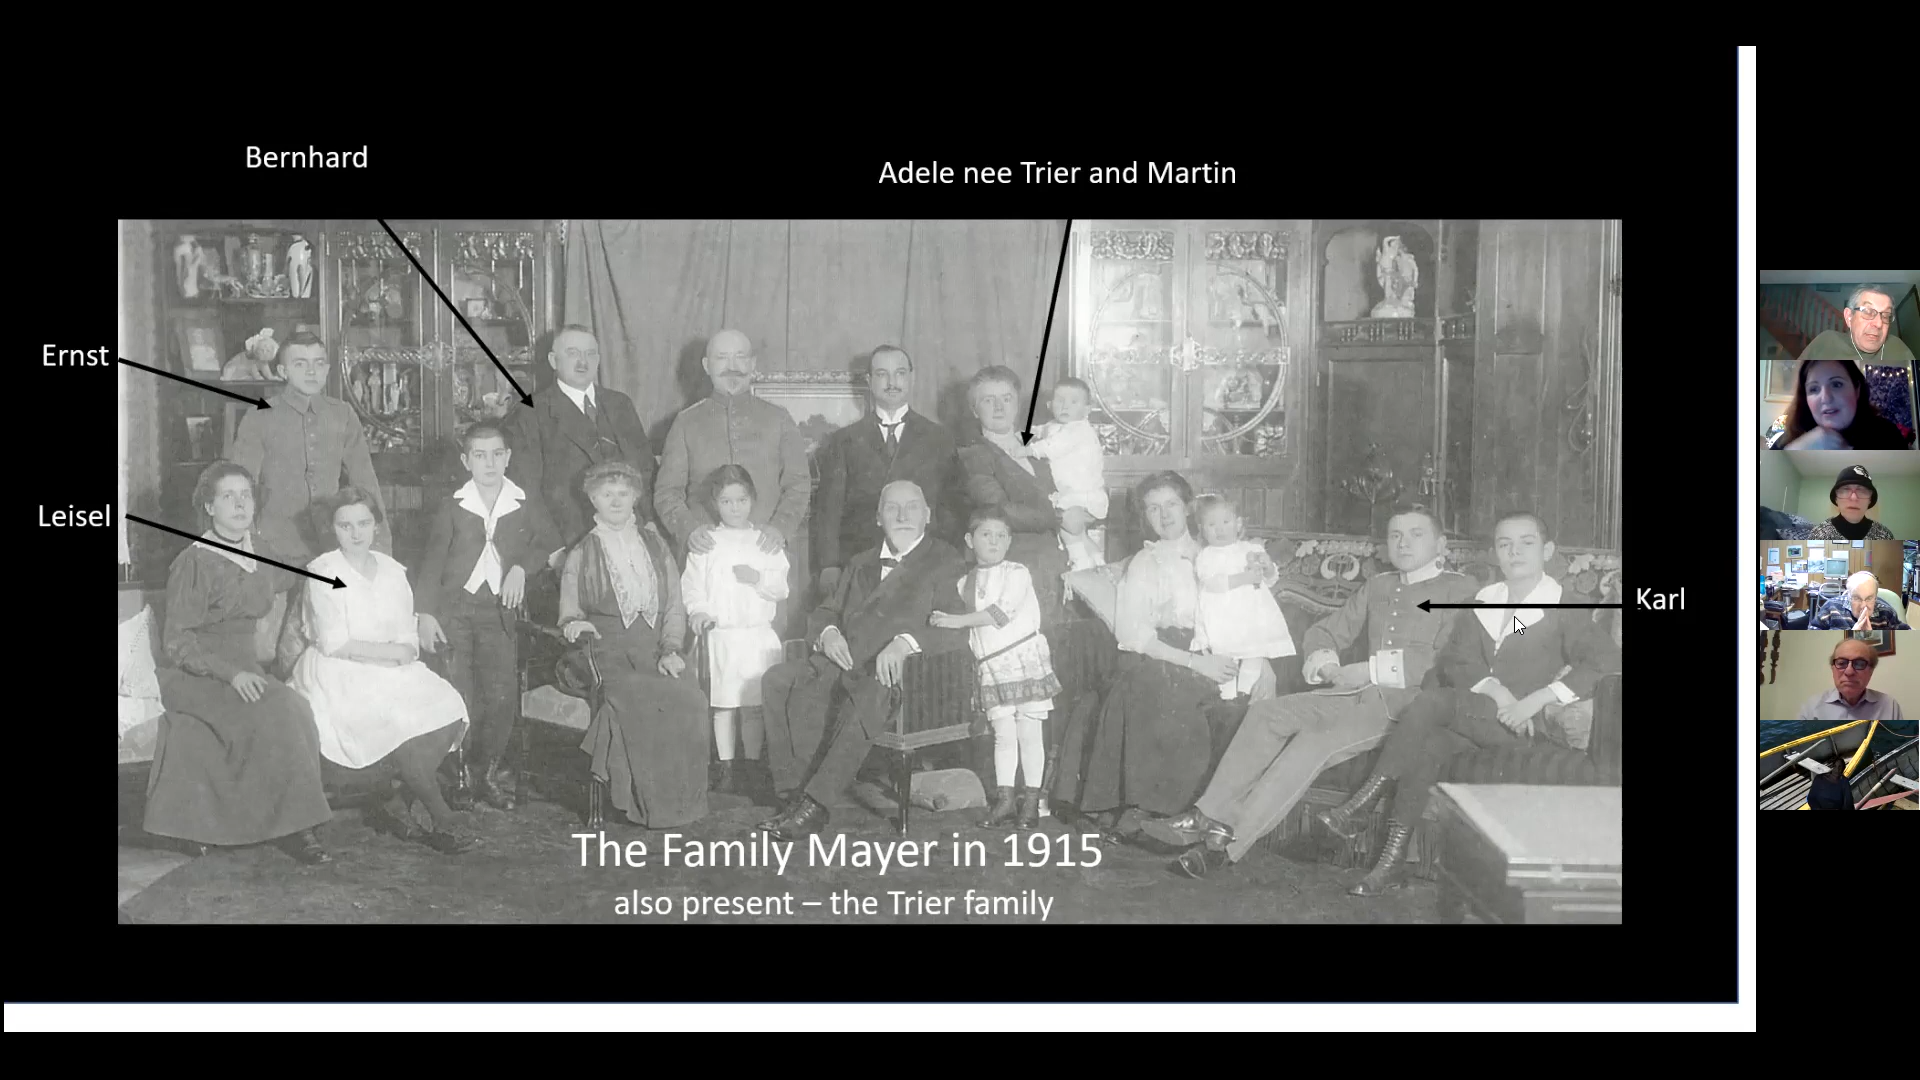 Bernhard
Adele nee Trier and Martin
Ernst
Leisel
Karl
The Family Mayer in 1915
also present – the Trier family